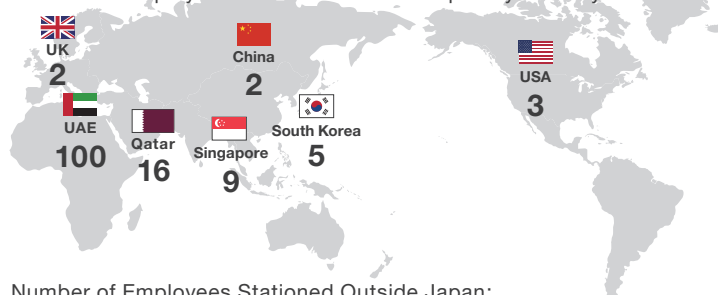 UK
2
China
2
USA
3
UAE
100
Qatar
16
Singapore
9
South Korea
5
Number of Employees Stationed Outside Japan: